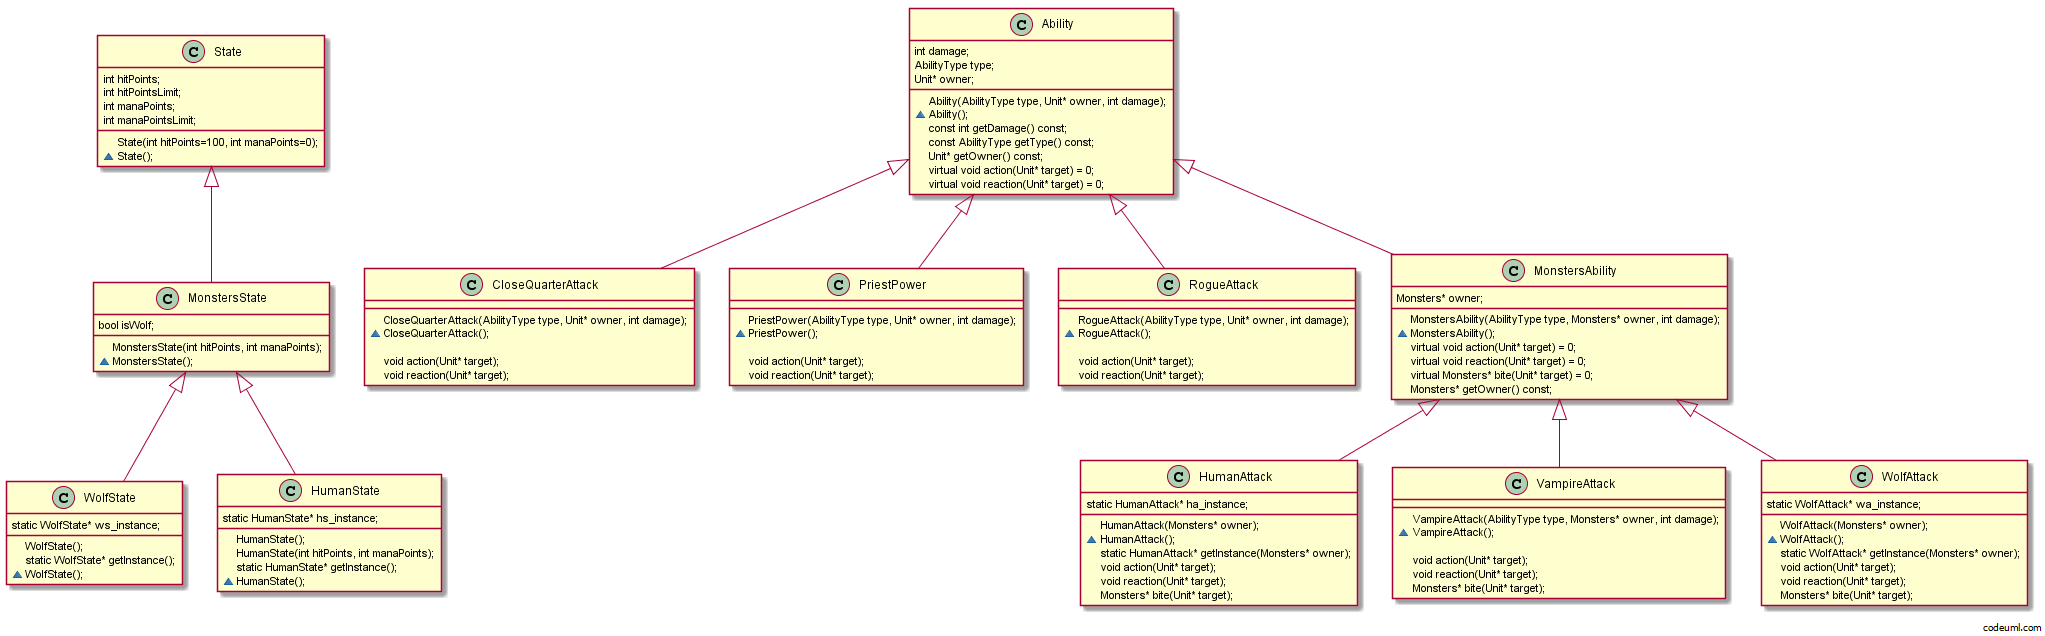 C Ability
int damage;
AbilityType type;
Unit* owner;
Ability(AbilityType type, Unit* owner, int damage);
Ability();
const int getDamage() const;
const AbilityType getType() const;
Unit* getOwner() const;
virtual void action(Unit* target) = 0;
virtual void reaction(Unit* target) = 0;
C State
int hitPoints;
int hitPointsLimit;
int manaPoints;
int manaPointsLimit;
State(int hitPoints=100, int manaPoints=0);
State();
C MonstersState
bool isWolf;
MonstersState(int hitPoints, int manaPoints);
MonstersState();
C CloseQuarterAttack
CloseQuarterAttack(AbilityType type, Unit* owner, int damage);
CloseQuarterAttack();
void action(Unit* target);
void reaction(Unit* target);
C PriestPower
PriestPower(AbilityType type, Unit* owner, int damage);
PriestPower();
void action(Unit* target);
void reaction(Unit* target);
C RogueAttack
RogueAttack(AbilityType type, Unit* owner, int damage);
RogueAttack();
void action(Unit* target);
void reaction(Unit* target);
C MonstersAbility
Monsters* owner;
MonstersAbility(AbilityType type, Monsters* owner, int damage);
MonstersAbility();
virtual void action(Unit* target) = 0;
virtual void reaction(Unit* target) = 0;
virtual Monsters* bite(Unit* target) = 0;
Monsters* getOwner() const;
C WolfState
static WolfState* ws_instance;
WolfState();
static WolfState* getInstance();
WolfState();
C HumanState
static HumanState* hs_instance;
HumanState();
HumanState(int hitPoints, int manaPoints);
static HumanState* getInstance();
HumanState();
C HumanAttack
static HumanAttack* ha_instance;
HumanAttack(Monsters* owner);
HumanAttack();
static HumanAttack* getInstance(Monsters* owner);
void action(Unit* target);
void reaction(Unit* target);
Monsters* bite(Unit* target);
C VampireAttack
VampireAttack(AbilityType type, Monsters* owner, int damage);
VampireAttack();
void action(Unit* target);
void reaction(Unit* target);
Monsters* bite(Unit* target);
C WolfAttack
static WolfAttack* wa_instance;
WolfAttack(Monsters* owner);
WolfAttack();
static WolfAttack* getInstance(Monsters* owner);
void action(Unit* target);
void reaction(Unit* target);
Monsters* bite(Unit* target);
codeuml.com